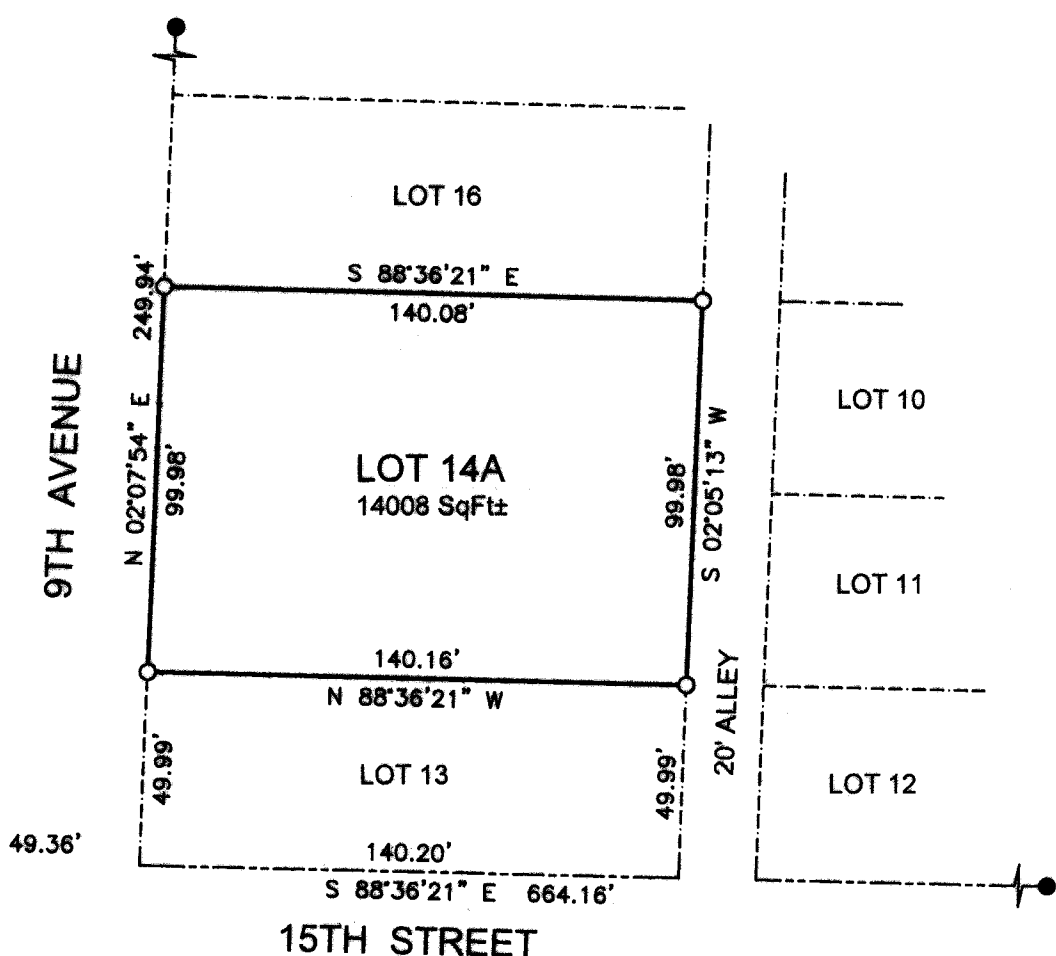 LOT 16
S 88°36'21" E
140.08'
249.94'
9TH AVENUE
N 02°07'54" E
99.98'
LOT 14A
14008 SqFt±
99.98'
S 02°05'13" W
LOT 10
LOT 11
140.16'
N 88°36'21" W
20' ALLEY
49.99'
LOT 13
49.99'
LOT 12
49.36'
140.20'
S 88°36'21" E 664.16'
15TH STREET